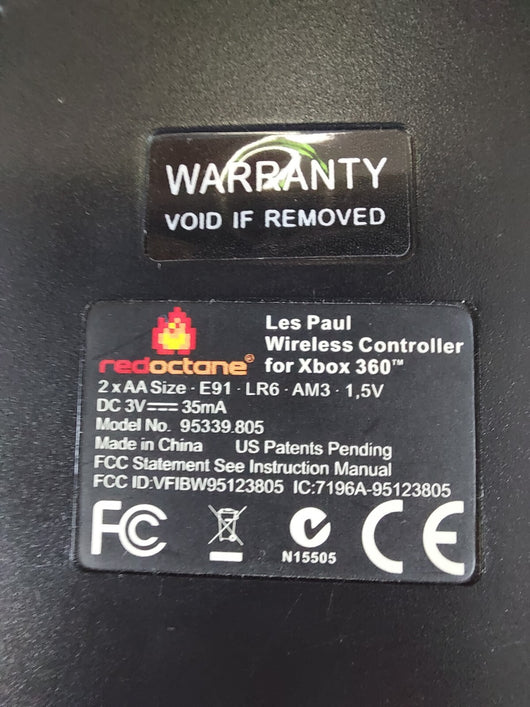 WARRANTY
VOID IF REMOVED
redoctane®
Les Paul
Wireless Controller
for Xbox 360™
2 x AA Size · E91 · LR6 · AM3 · 1,5V
DC 3V⎓ 35mA
Model No. 95339.805
Made in China US Patents Pending
FCC Statement See Instruction Manual
FCC ID:VFIBW95123805 IC:7196A-95123805
FC
N15505
CE